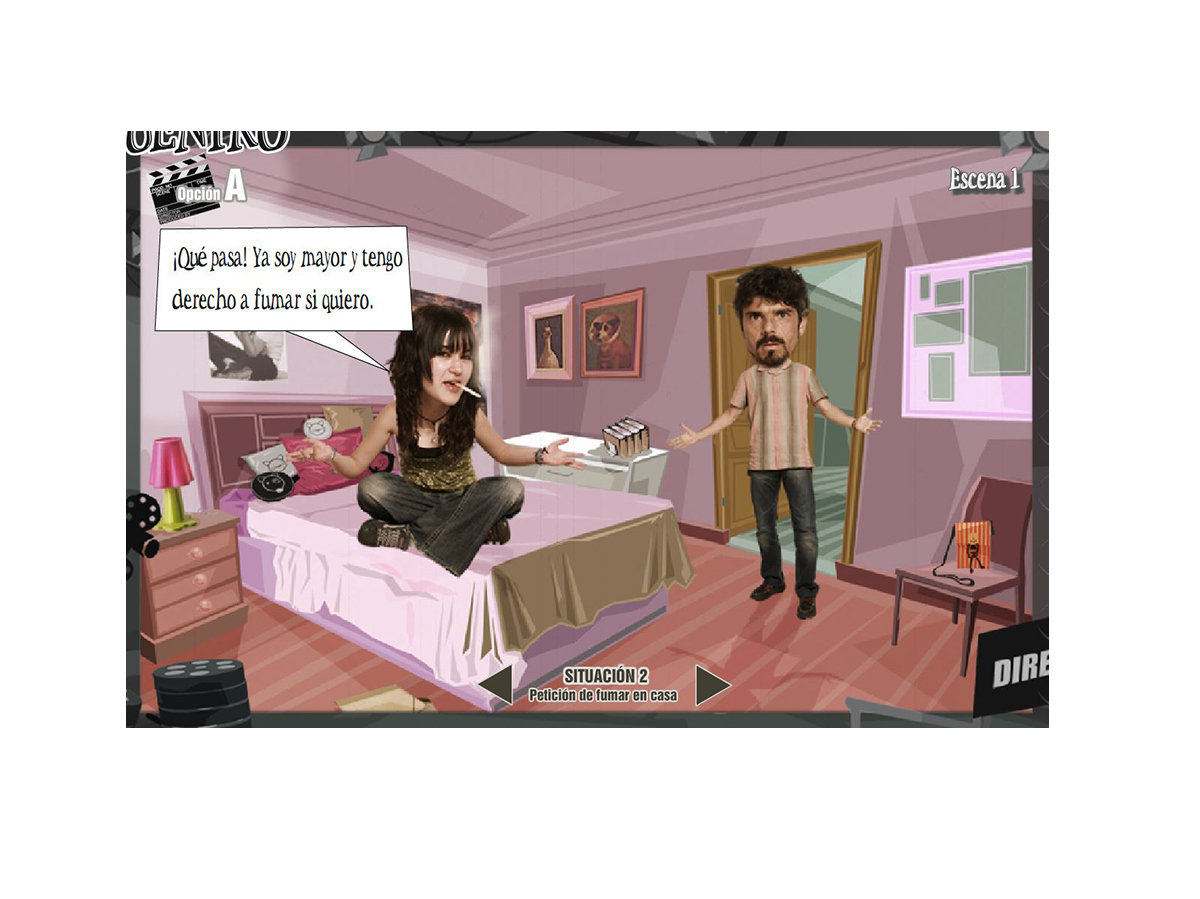 Opción A
Escena 1
¡Qué pasa! Ya soy mayor y tengo
derecho a fumar si quiero.
SITUACIÓN 2
Petición de fumar en casa
DIRE